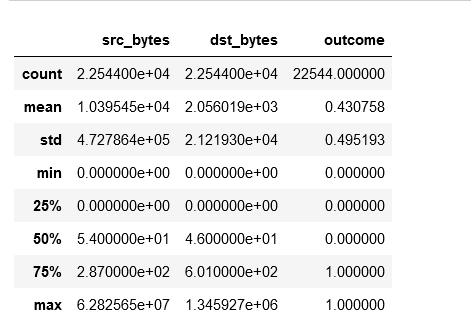 src_bytes dst_bytes outcome
count 2.254400e+04 2.254400e+04 22544.000000
mean 1.039545e+04 2.056019e+03 0.430758
std 4.727864e+05 2.121930e+04 0.495193
min 0.000000e+00 0.000000e+00 0.000000
25% 0.000000e+00 0.000000e+00 0.000000
50% 5.400000e+01 4.600000e+01 0.000000
75% 2.870000e+02 6.010000e+02 1.000000
max 6.282565e+07 1.345927e+06 1.000000